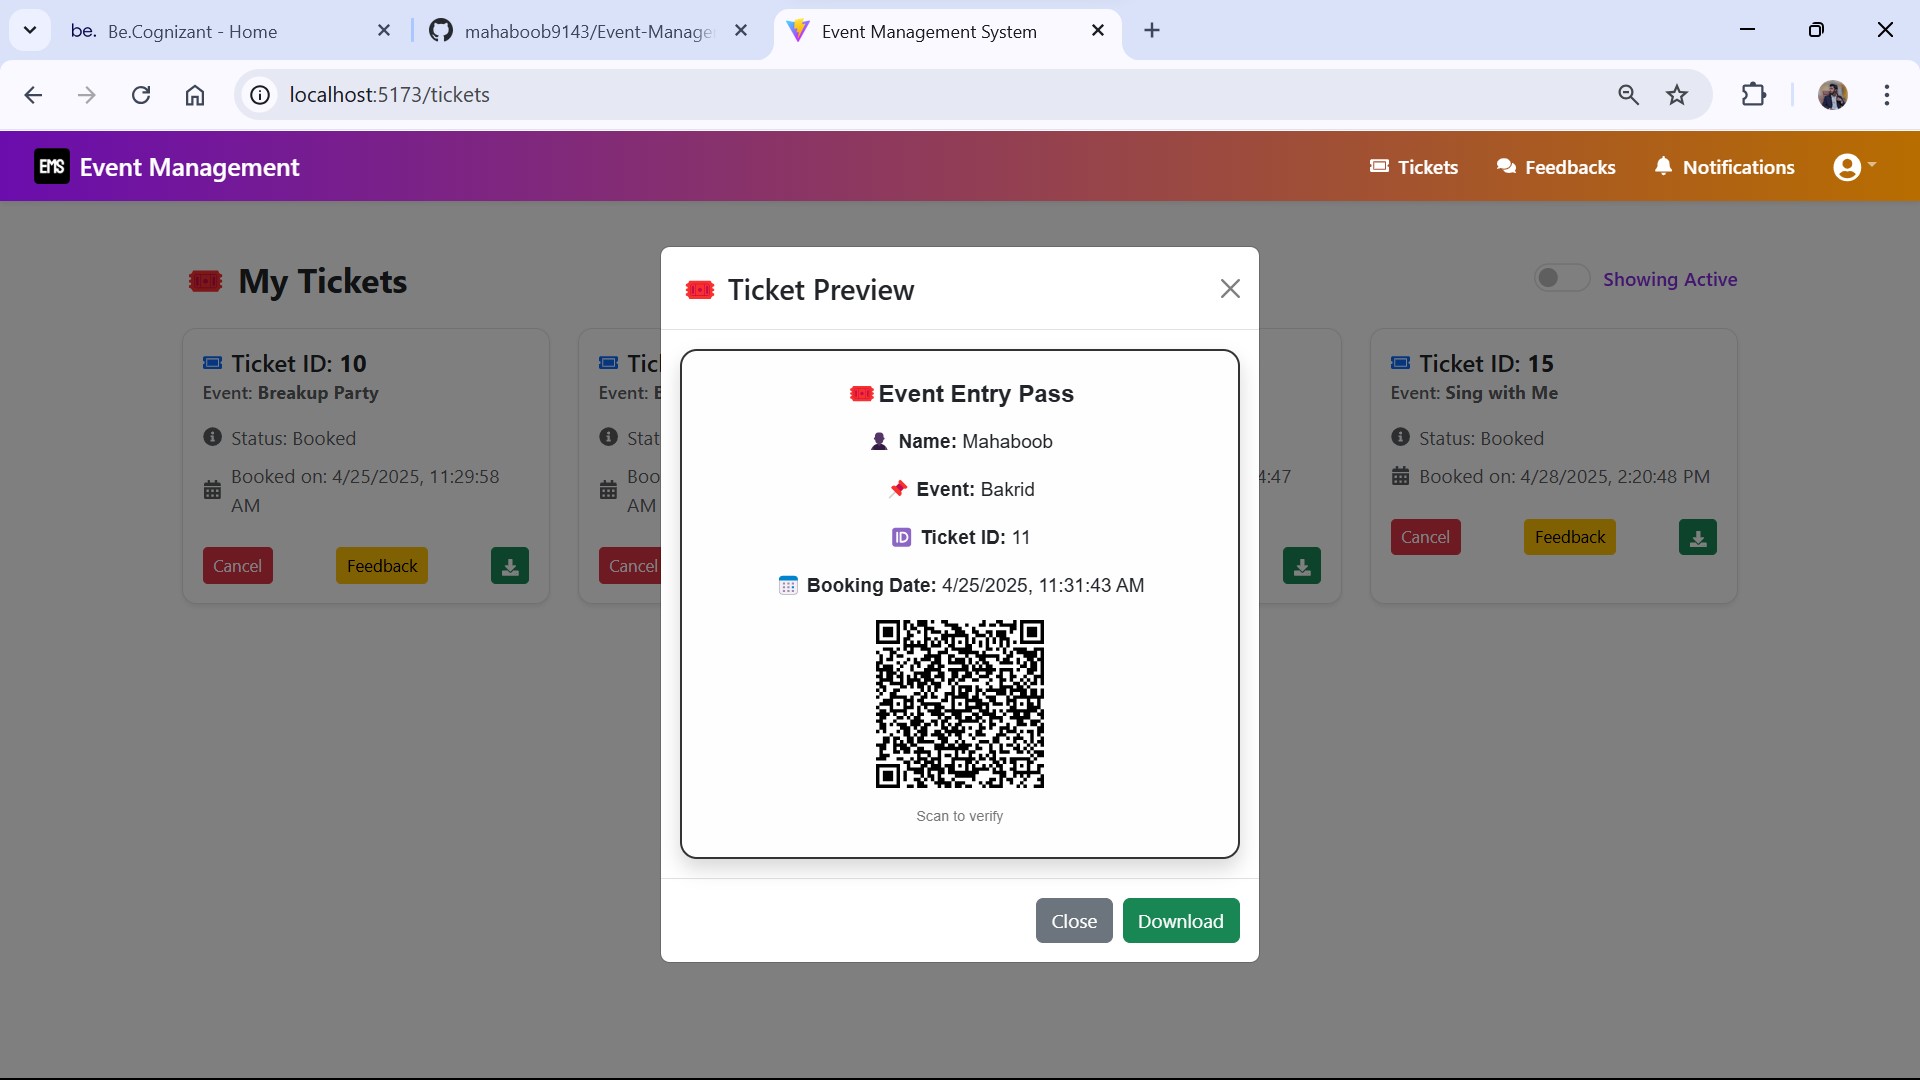 be. Be.Cognizant - Home
mahaboob9143/Event-Manage
Event Management System
localhost:5173/tickets
EMS Event Management
Tickets
Feedbacks
Notifications
My Tickets
Showing Active
Ticket ID: 10
Event: Breakup Party
Status: Booked
Booked on: 4/25/2025, 11:29:58
AM
Cancel
Feedback
Tic
Event:
Stat
Boo
AM
Cancel
Ticket Preview
Event Entry Pass
Name: Mahaboob
Event: Bakrid
ID Ticket ID: 11
Booking Date: 4/25/2025, 11:31:43 AM
Scan to verify
Close
Download
4:47
Ticket ID: 15
Event: Sing with Me
Status: Booked
Booked on: 4/28/2025, 2:20:48 PM
Cancel
Feedback